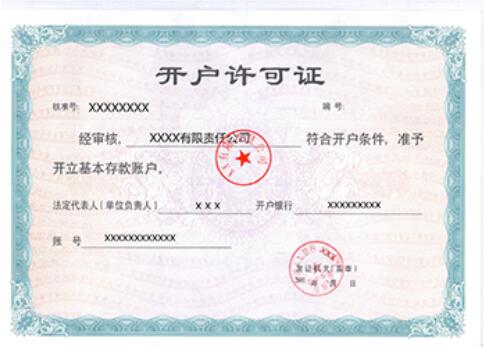 开户许可证
核准号: XXXXXXXX 编号:
经审核, XXXX有限责任公司 符合开户条件, 准予
开立基本存款账户。
法定代表人(单位负责人) XXX 开户银行 XXXXXXXXX
账号 XXXXXXXXXXXX
发证机关(盖章)
年 月 日